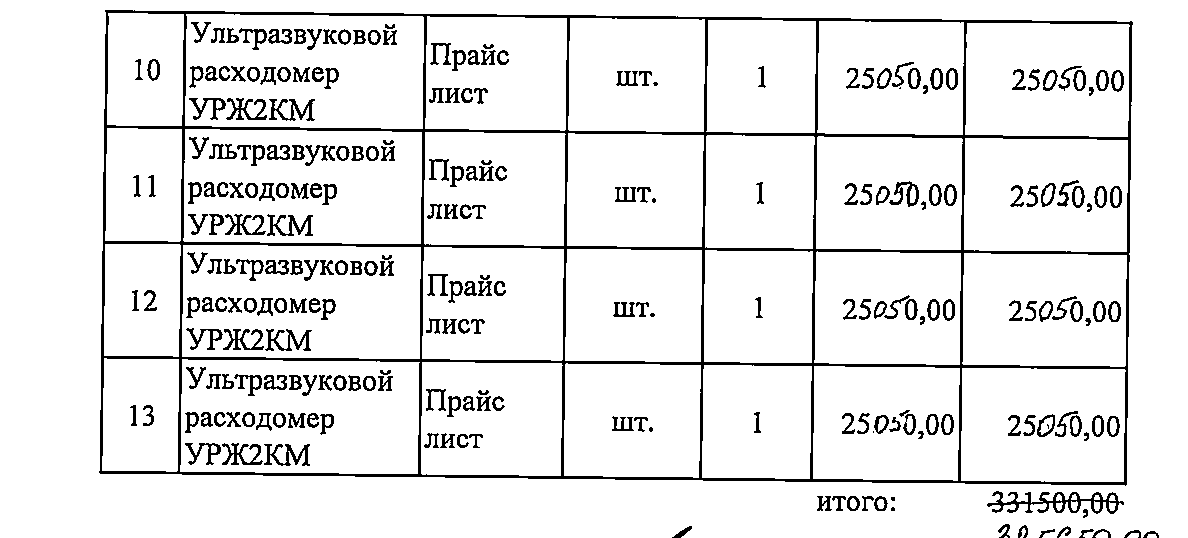 10 Ультразвуковой расходомер УРЖ2КМ Прайс лист шт. 1 25050,00 25050,00
11 Ультразвуковой расходомер УРЖ2КМ Прайс лист шт. 1 25050,00 25050,00
12 Ультразвуковой расходомер УРЖ2КМ Прайс лист шт. 1 25050,00 25050,00
13 Ультразвуковой расходомер УРЖ2КМ Прайс лист шт. 1 25050,00 25050,00
итого: 331500,00